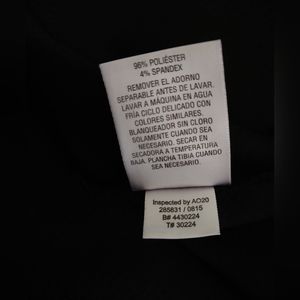 96% POLIÉSTER
4% SPANDEX
REMOVER EL ADORNO
SEPARABLE ANTES DE LAVAR.
LAVAR A MÁQUINA EN AGUA
FRÍA CICLO DELICADO CON
COLORES SIMILARES.
BLANQUEADOR SIN CLORO
SOLAMENTE CUANDO SEA
NECESARIO. SECAR EN
SECADORA A TEMPERATURA
BAJA. PLANCHA TIBIA CUANDO
SEA NECESARIO.
Inspected by AO20
285831 / 0815
B# 4430224
T# 30224